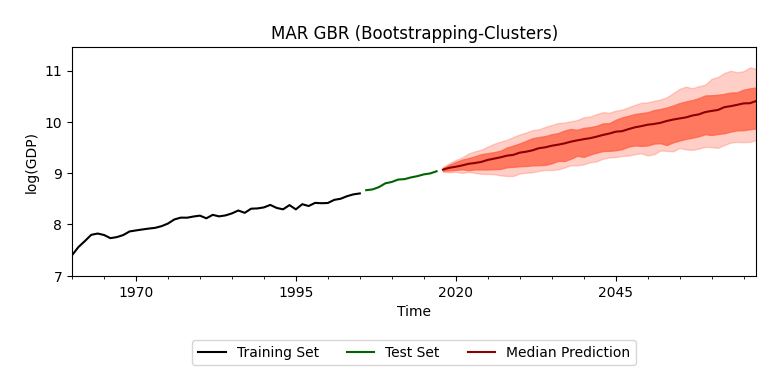 MAR GBR (Bootstrapping-Clusters)
11
10
9
8
7
log(GDP)
1970 1995 2020 2045
Time
Training Set Test Set Median Prediction